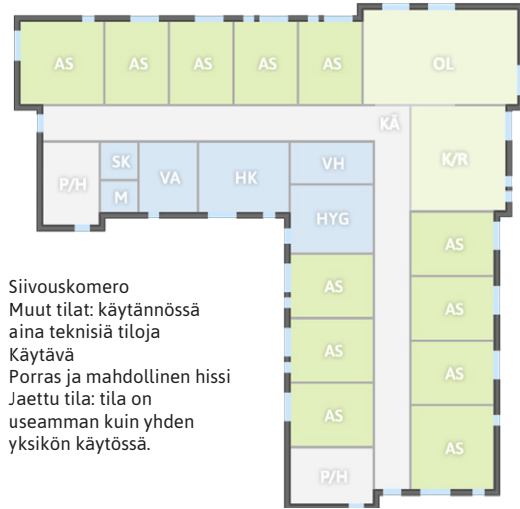 AS AS AS AS AS OL
KÄ
K/R
SK
P/H VA HK VH
M
HYG
AS
AS
AS
AS
AS
AS
AS
P/H
Siivouskomero
Muut tilat: käytännössä
aina teknisiä tiloja
Käytävä
Porras ja mahdollinen hissi
Jaettu tila: tila on
useamman kuin yhden
yksikön käytössä.